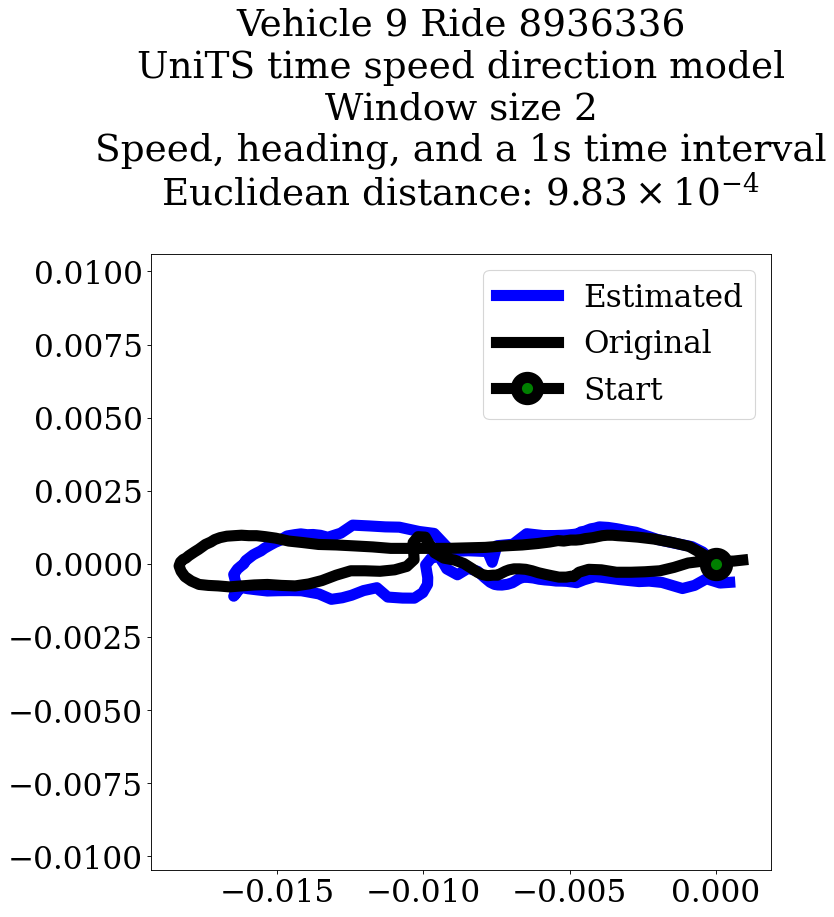 Vehicle 9 Ride 8936336
UniTS time speed direction model
Window size 2
Speed, heading, and a 1s time interval
Euclidean distance: 9.83 × 10⁻⁴
Estimated
Original
Start
0.0100
0.0075
0.0050
0.0025
0.0000
−0.0025
−0.0050
−0.0075
−0.0100
−0.015 −0.010 −0.005 0.000